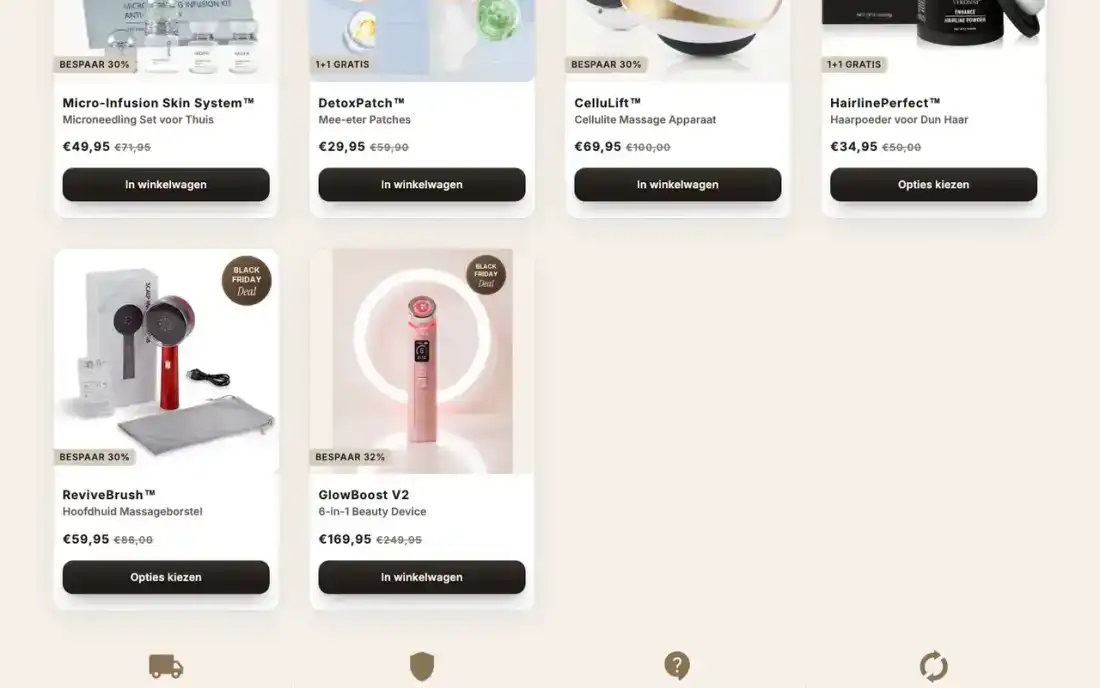 ANTI-
BESPAAR 30%
Micro-Infusion Skin System™
Microneedling Set voor Thuis
€49,95 €71,95
In winkelwagen
1+1 GRATIS
DetoxPatch™
Mee-eter Patches
€29,95 €59,90
In winkelwagen
BESPAAR 30%
CelluLift™
Cellulite Massage Apparaat
€69,95 €100,00
In winkelwagen
ENHANCE
HAIRLINE POWDER
1+1 GRATIS
HairlinePerfect™
Haarpoeder voor Dun Haar
€34,95 €50,00
Opties kiezen
BLACK
FRIDAY
Deal
BESPAAR 30%
ReviveBrush™
Hoofdhuid Massageborstel
€59,95 €86,00
Opties kiezen
BLACK
FRIDAY
Deal
BESPAAR 32%
GlowBoost V2
6-in-1 Beauty Device
€169,95 €249,95
In winkelwagen